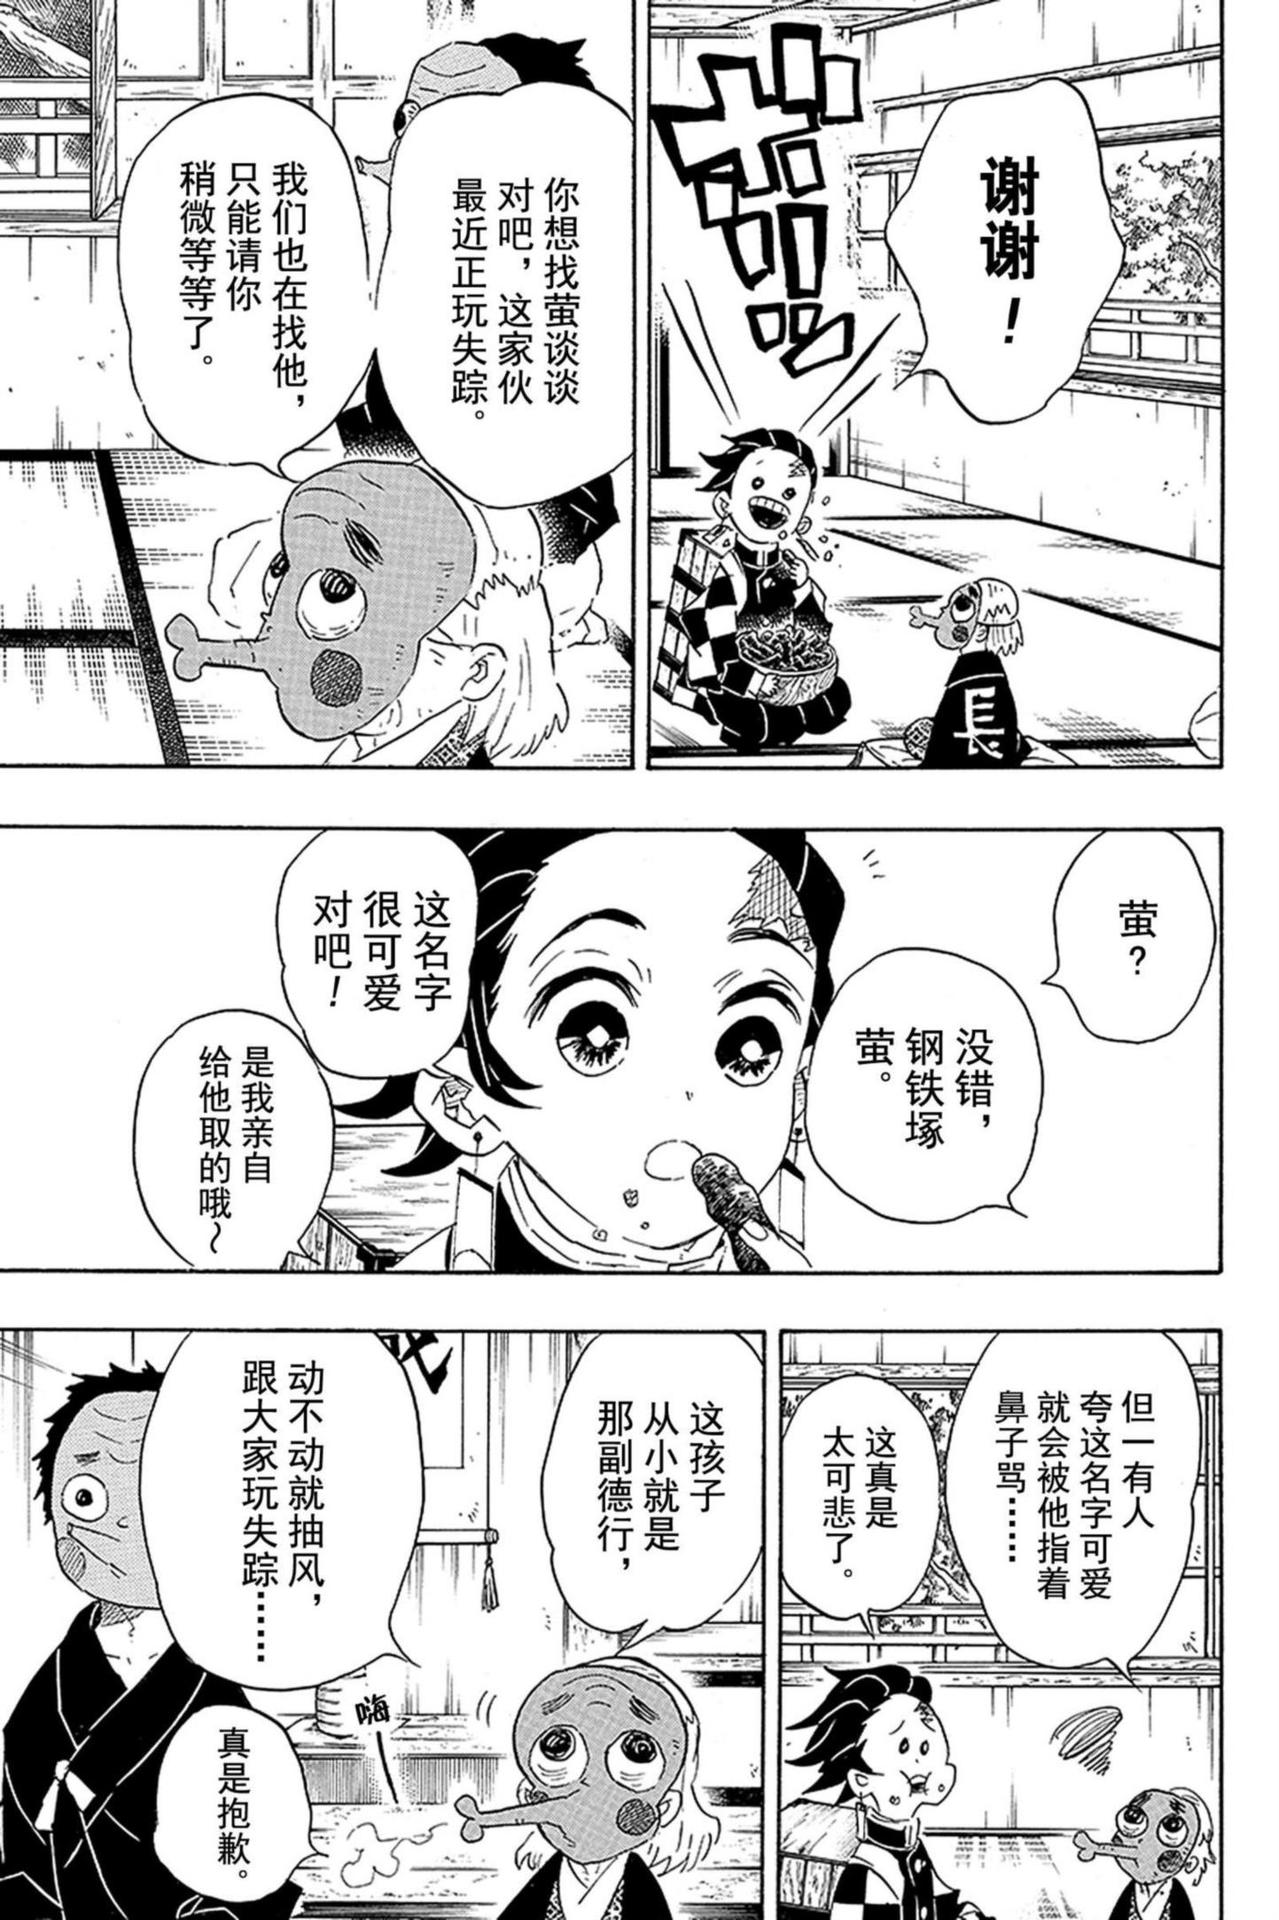 谢
谢！
長
你想找萤谈谈
对吧，这家伙
最近正玩失踪。
我们也在找他，
只能请你
稍微等等了。
萤？
没错，
钢铁塚
萤。
这名字
很可爱
对吧！
是我亲自
给他取的哦～
但一有人
夸这名字可爱
就会被他指着
鼻子骂……
这真是
太可悲了。
这孩子
从小就是
那副德行，
嗨
动不动就抽风，
跟大家玩失踪……
真是抱歉。